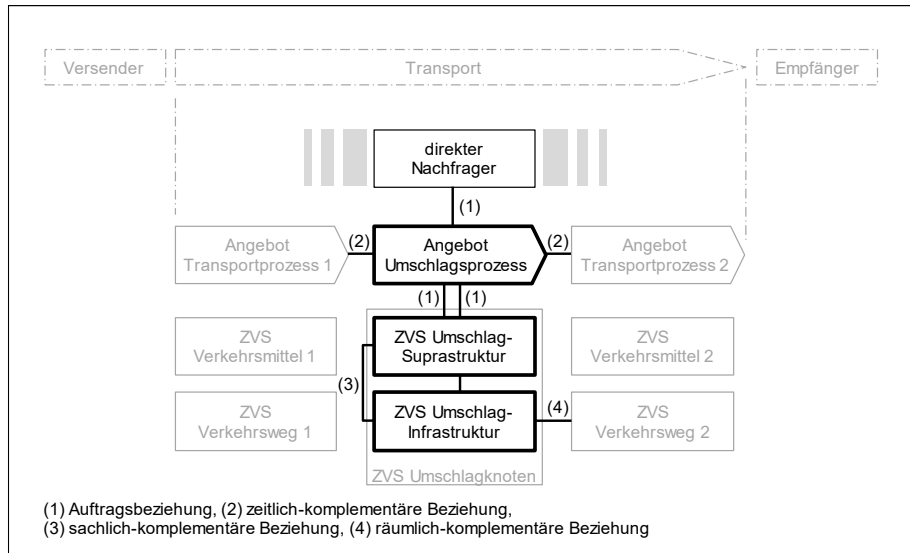 Versender
Transport
Empfänger
direkter
Nachfrager
(1)
Angebot
Transportprozess 1
(2)
Angebot
Umschlagsprozess
(2)
Angebot
Transportprozess 2
(1)
(1)
ZVS
Verkehrsmittel 1
ZVS Umschlag-
Suprastruktur
ZVS
Verkehrsmittel 2
(3)
ZVS
Verkehrsweg 1
ZVS Umschlag-
Infrastruktur
(4)
ZVS
Verkehrsweg 2
ZVS Umschlagknoten
(1) Auftragsbeziehung, (2) zeitlich-komplementäre Beziehung,
(3) sachlich-komplementäre Beziehung, (4) räumlich-komplementäre Beziehung